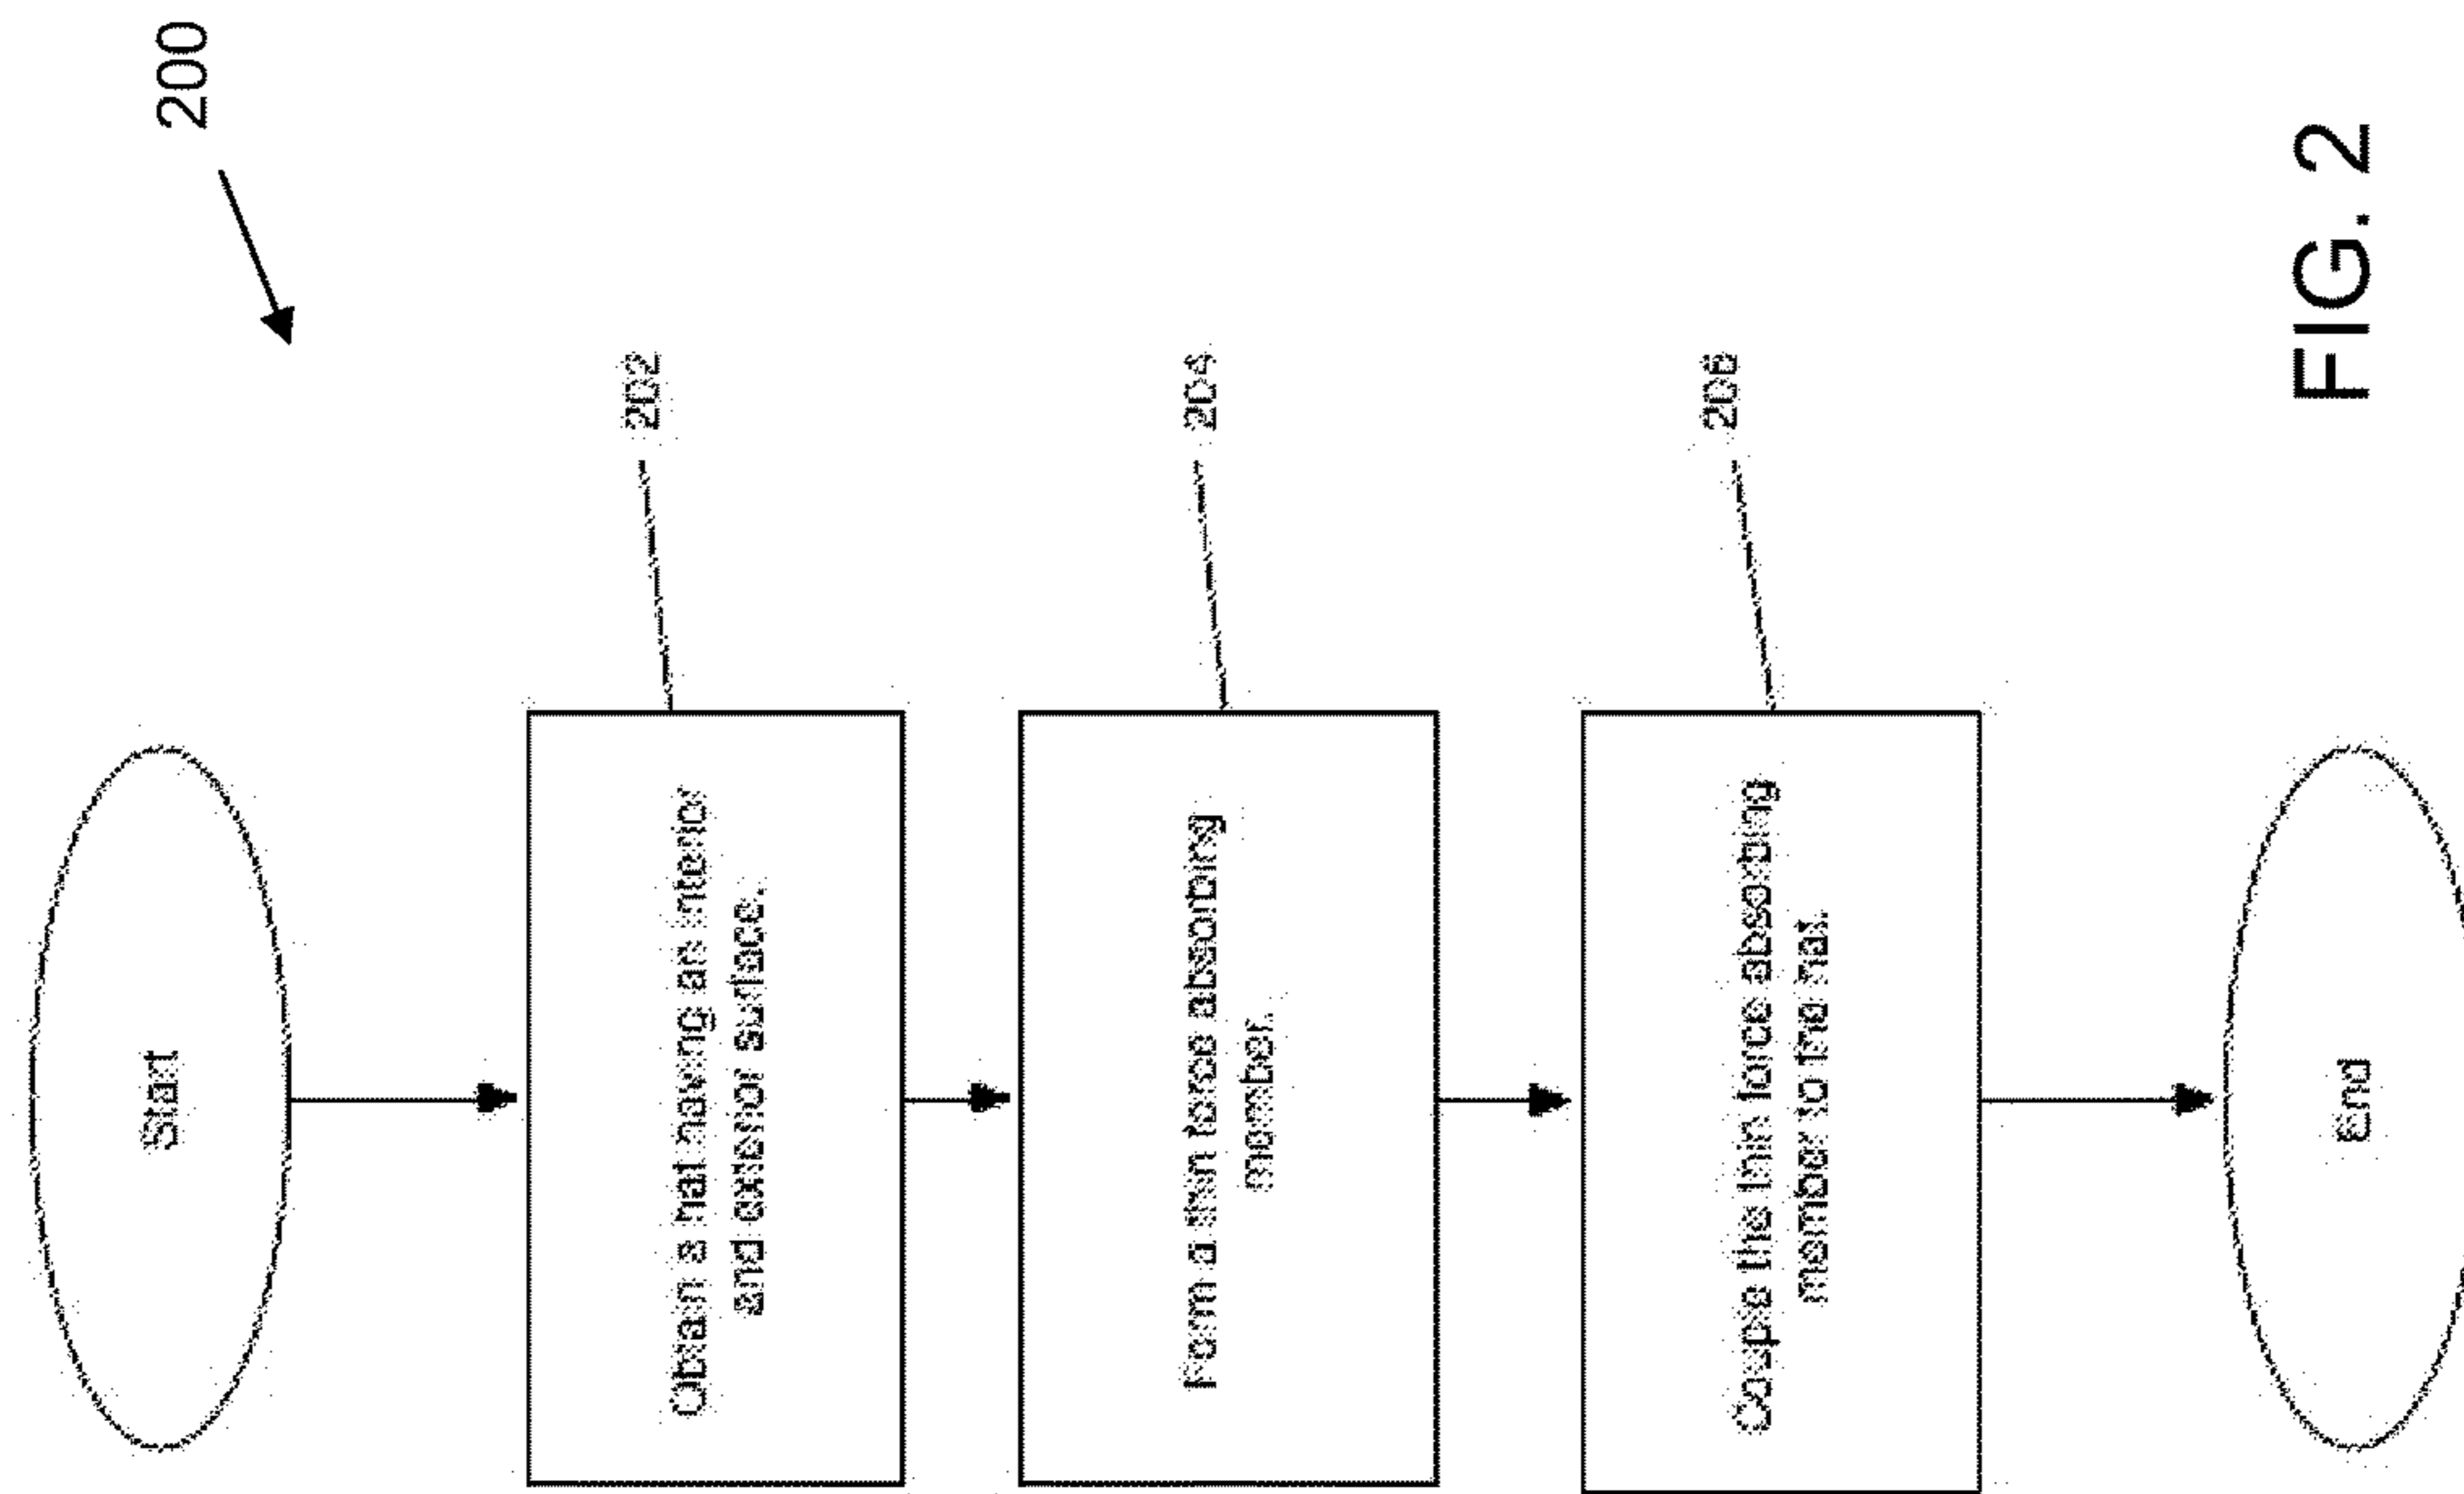 200
Start
Obtain a hat having an interior
and exterior surface.
202
Form a thin force absorbing
member.
204
Couple the thin force absorbing
member to the hat.
206
End
FIG. 2